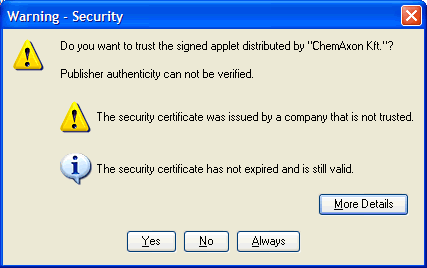 Warning - Security
Do you want to trust the signed applet distributed by "ChemAxon Kft."?
Publisher authenticity can not be verified.
The security certificate was issued by a company that is not trusted.
The security certificate has not expired and is still valid.
More Details
Yes No Always